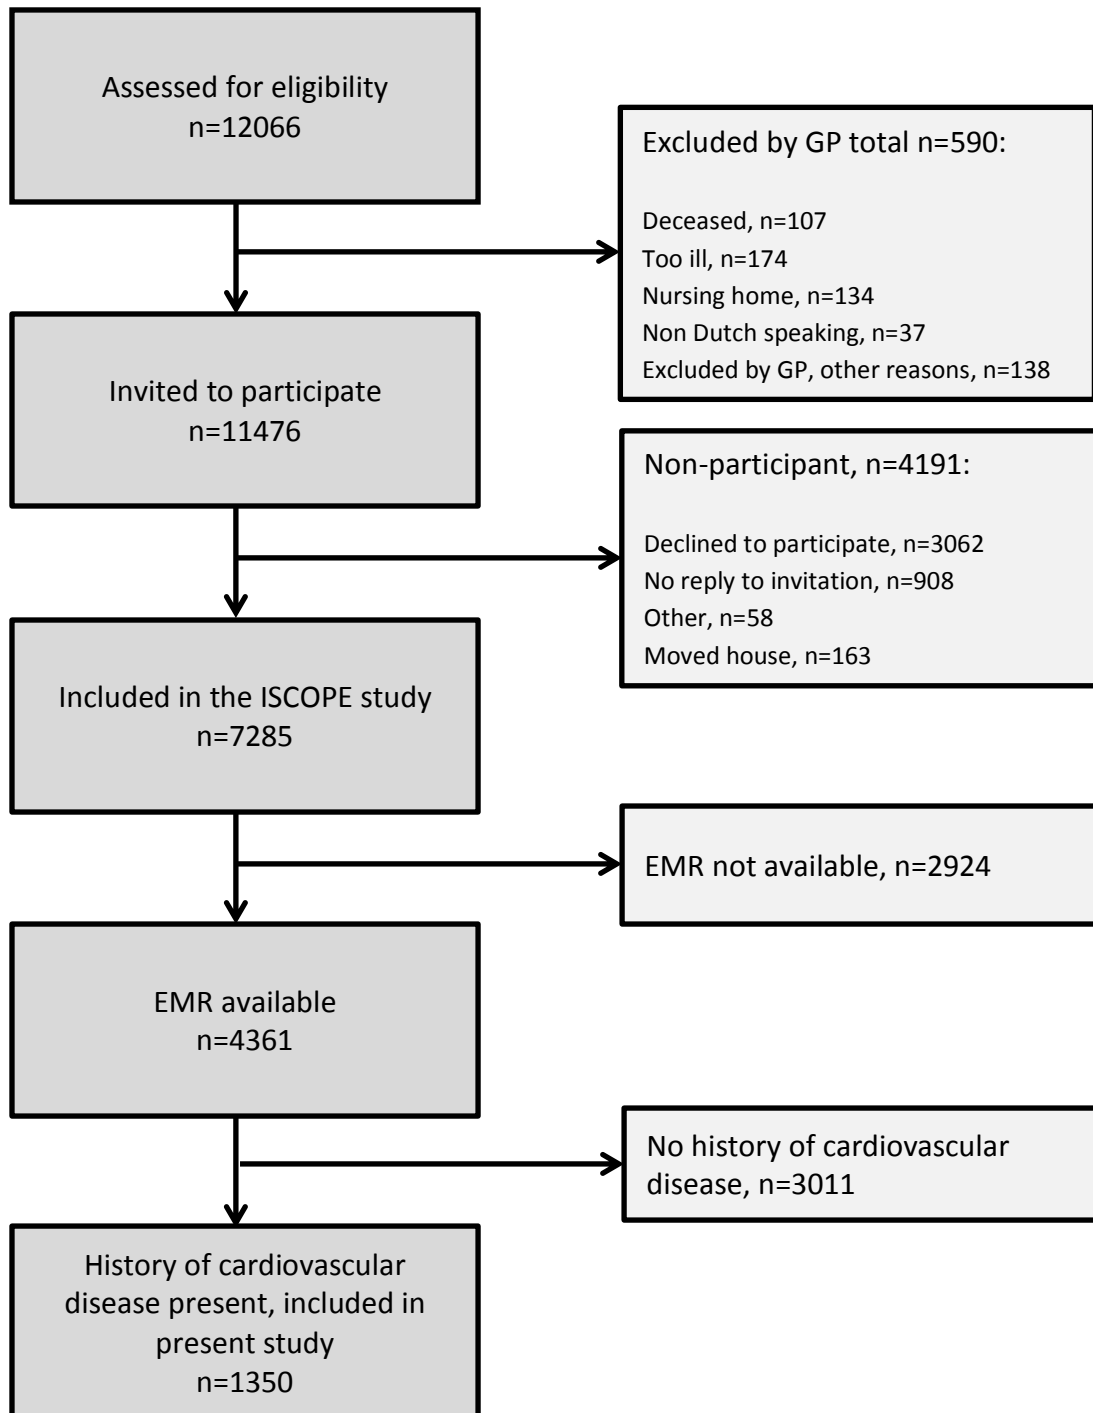 Assessed for eligibility
n=12066
Excluded by GP total n=590:
Deceased, n=107
Too ill, n=174
Nursing home, n=134
Non Dutch speaking, n=37
Excluded by GP, other reasons, n=138
Invited to participate
n=11476
Non-participant, n=4191:
Declined to participate, n=3062
No reply to invitation, n=908
Other, n=58
Moved house, n=163
Included in the ISCOPE study
n=7285
EMR not available, n=2924
EMR available
n=4361
No history of cardiovascular
disease, n=3011
History of cardiovascular
disease present, included in
present study
n=1350